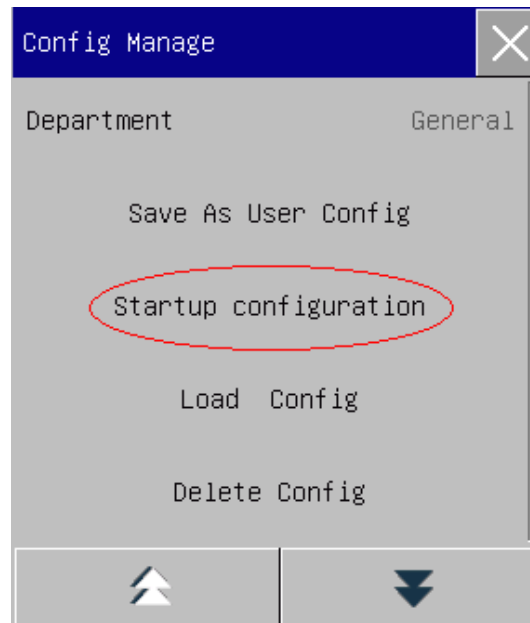 Config Manage
Department General
Save As User Config
Startup configuration
Load Config
Delete Config